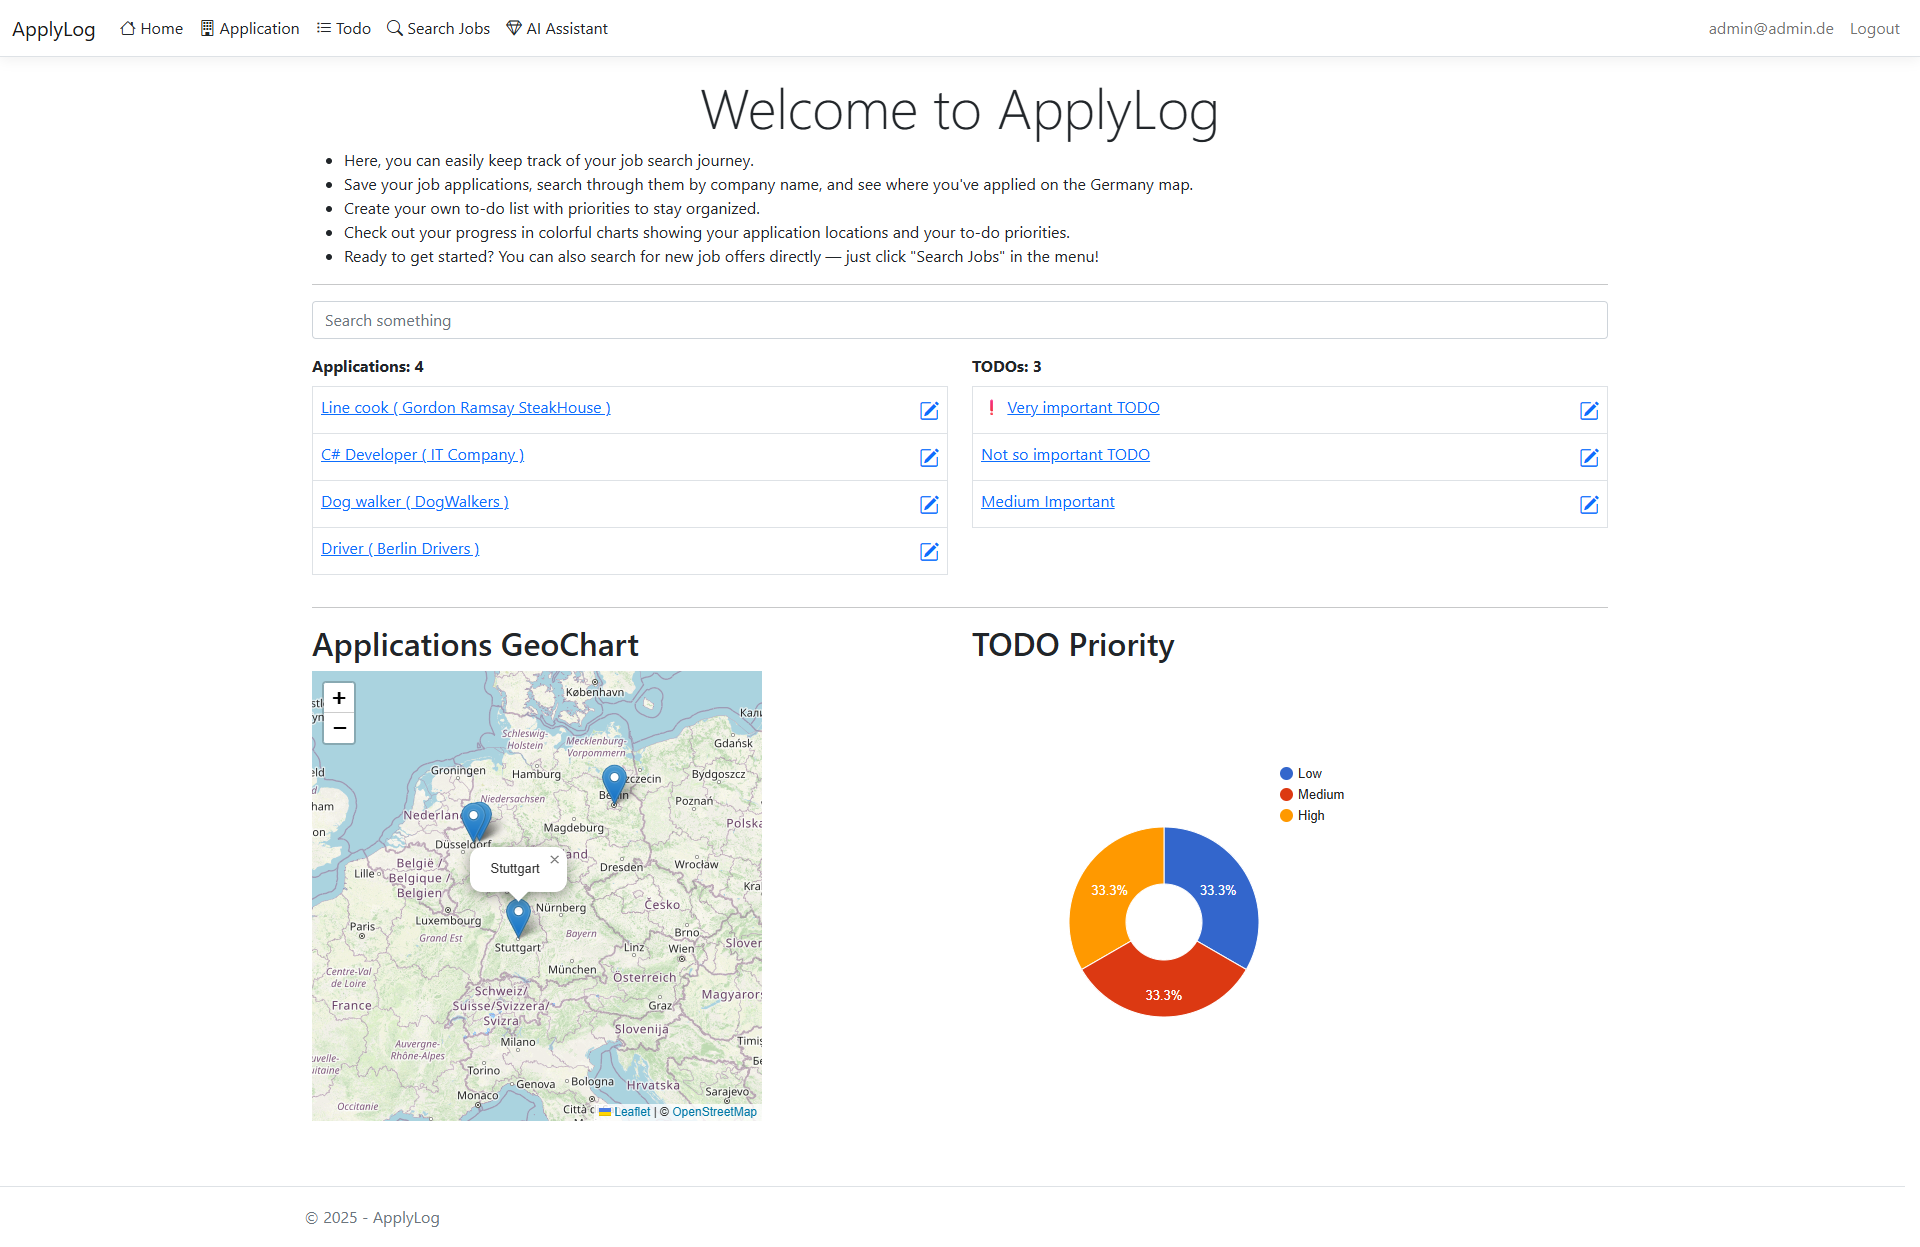 ApplyLog Home Application Todo Search Jobs AI Assistant admin@admin.de Logout
Welcome to ApplyLog
Here, you can easily keep track of your job search journey.
Save your job applications, search through them by company name, and see where you've applied on the Germany map.
Create your own to-do list with priorities to stay organized.
Check out your progress in colorful charts showing your application locations and your to-do priorities.
Ready to get started? You can also search for new job offers directly — just click "Search Jobs" in the menu!
Search something
Applications: 4
Line cook ( Gordon Ramsay SteakHouse )
C# Developer ( IT Company )
Dog walker ( DogWalkers )
Driver ( Berlin Drivers )
TODOs: 3
Very important TODO
Not so important TODO
Medium Important
Applications GeoChart
+
−
København
Gdańsk
Schleswig-
Holstein
Mecklenburg-
Vorpommern
Groningen
Hamburg
Bydgoszcz
Niedersachsen
Poznań
Magdeburg
Polska
Düsseldorf
Stuttgart ×
België /
Belgique /
Belgien
Lille
Dresden
Wrocław
Luxembourg
Nürnberg
Česko
Paris
Grand Est
Stuttgart
Bayern
Brno
Linz
Wien
München
Österreich
Centre-Val
de Loire
France
Schweiz/
Suisse/Svizzera/
Svizra
Graz
Slovenija
Auvergne-
Rhône-Alpes
Milano
Torino
Genova
Bologna
Hrvatska
Monaco
Sarajevo
Occitanie
Leaflet | © OpenStreetMap
TODO Priority
Low
Medium
High
33.3%
33.3%
33.3%
© 2025 - ApplyLog